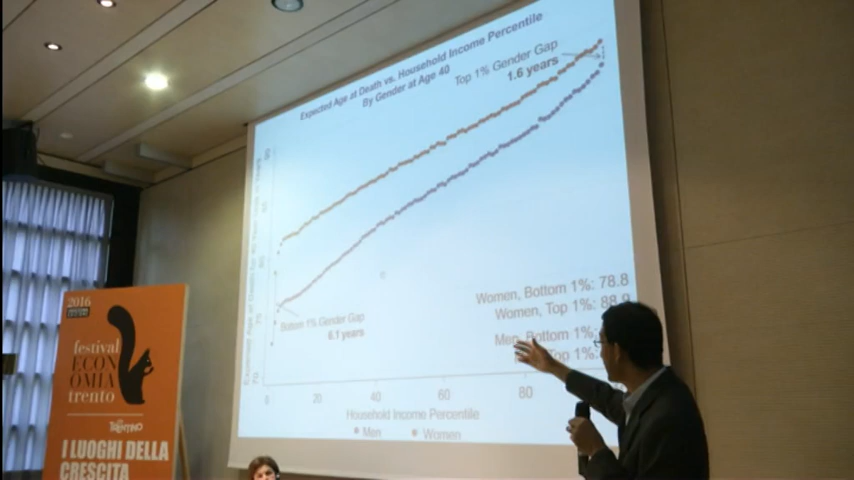 Expected Age at Death vs. Household Income Percentile
By Gender at Age 40
Top 1% Gender Gap
1.6 years
Women, Bottom 1%: 78.8
Women, Top 1%: 88.9
Men, Bottom 1%:
Top 1%:
Bottom 1% Gender Gap
6.1 years
0 20 40 60 80
Household Income Percentile
Men Women
2016
festival
ECON
OMIA
trento
TRENTINO
I LUOGHI DELLA
CRESCITA